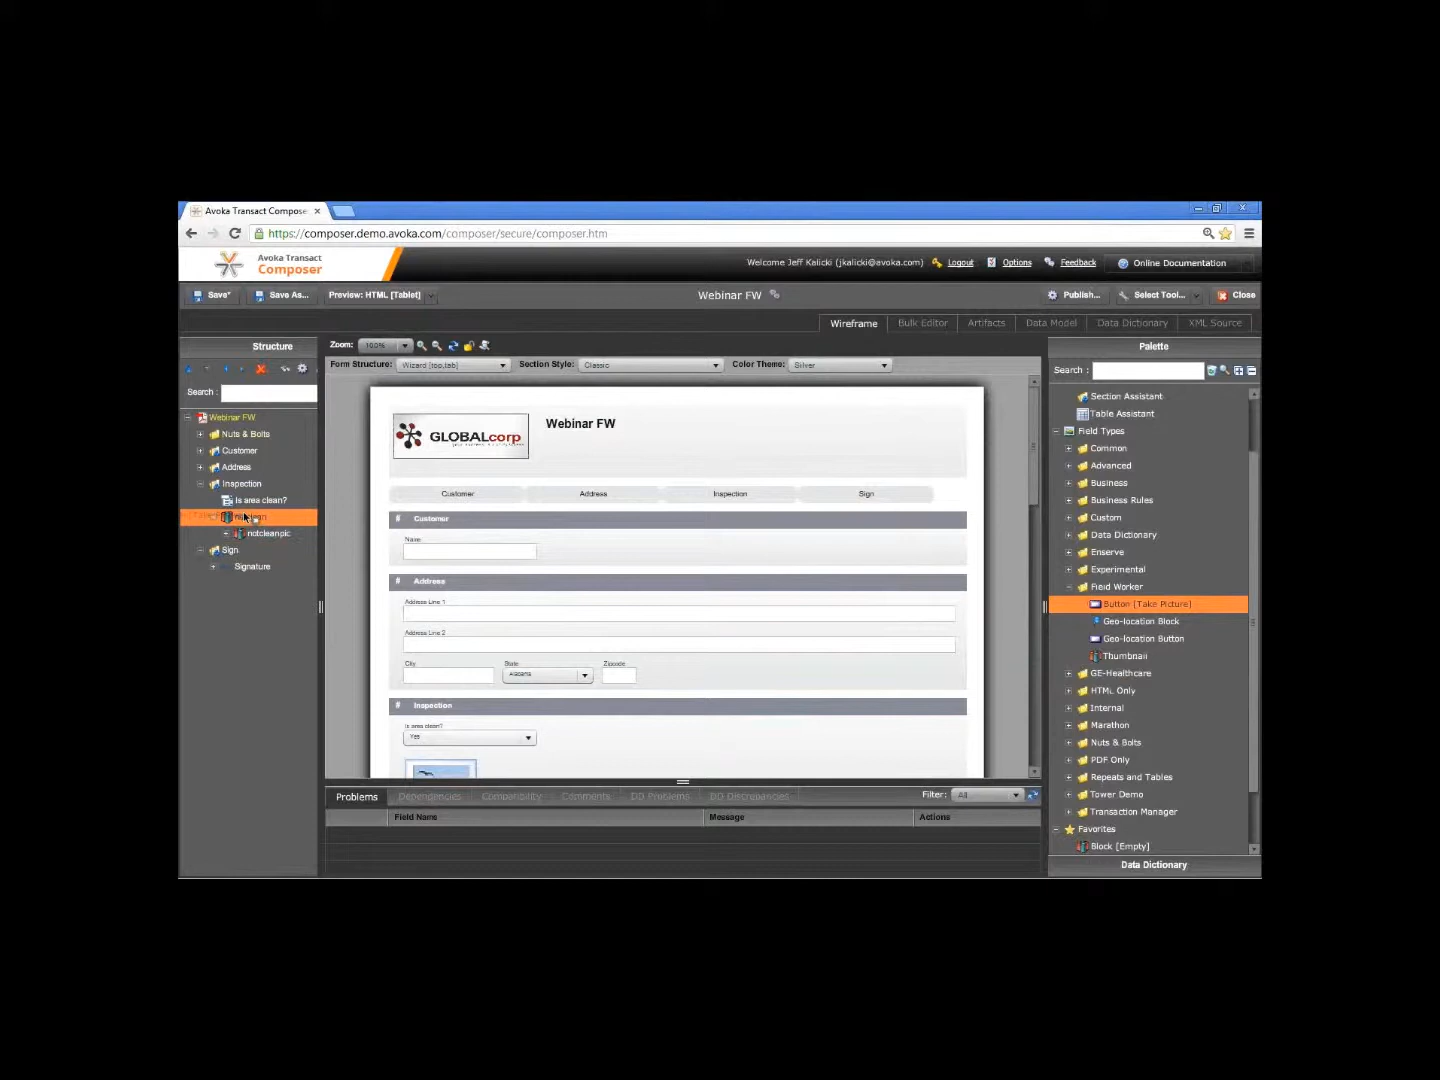 Avoka Transact Compose
https://composer.demo.avoka.com/composer/secure/composer.htm
Avoka Transact
Composer
Welcome Jeff Kalicki (jkalicki@avoka.com)
Logout
Options
Feedback
Online Documentation
Save*
Save As...
Preview: HTML [Tablet]
Webinar FW
Publish...
Select Tool...
Close
Wireframe
Bulk Editor
Artifacts
Data Model
Data Dictionary
XML Source
Structure
Search :
Webinar FW
Nuts & Bolts
Customer
Address
Inspection
Is area clean?
notcleanpic
Sign
Signature
Zoom: 100%
Form Structure: Wizard [top,tab]
Section Style: Classic
Color Theme: Silver
GLOBALcorp
Webinar FW
Customer
Address
Inspection
Sign
# Customer
Name
# Address
Address Line 1
Address Line 2
City
State
Zipcode
Alabama
# Inspection
Is area clean?
Yes
Problems
Dependencies
Compatibility
Comments
DD Problems
DD Discrepancies
Filter: All
Field Name
Message
Actions
Palette
Search :
Section Assistant
Table Assistant
Field Types
Common
Advanced
Business
Business Rules
Custom
Data Dictionary
Enserve
Experimental
Field Worker
Button [Take Picture]
Geo-location Block
Geo-location Button
Thumbnail
GE-Healthcare
HTML Only
Internal
Marathon
Nuts & Bolts
PDF Only
Repeats and Tables
Tower Demo
Transaction Manager
Favorites
Block [Empty]
Data Dictionary